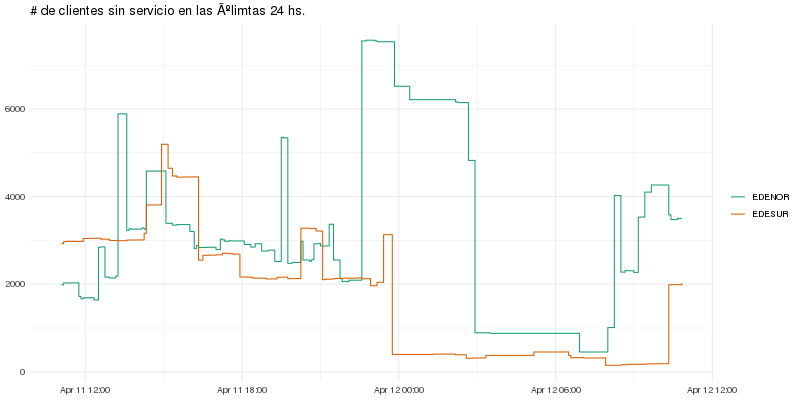 # de clientes sin servicio en las Ãºlimtas 24 hs.
6000
4000
2000
0
Apr 11 12:00
Apr 11 18:00
Apr 12 00:00
Apr 12 06:00
Apr 12 12:00
EDENOR
EDESUR